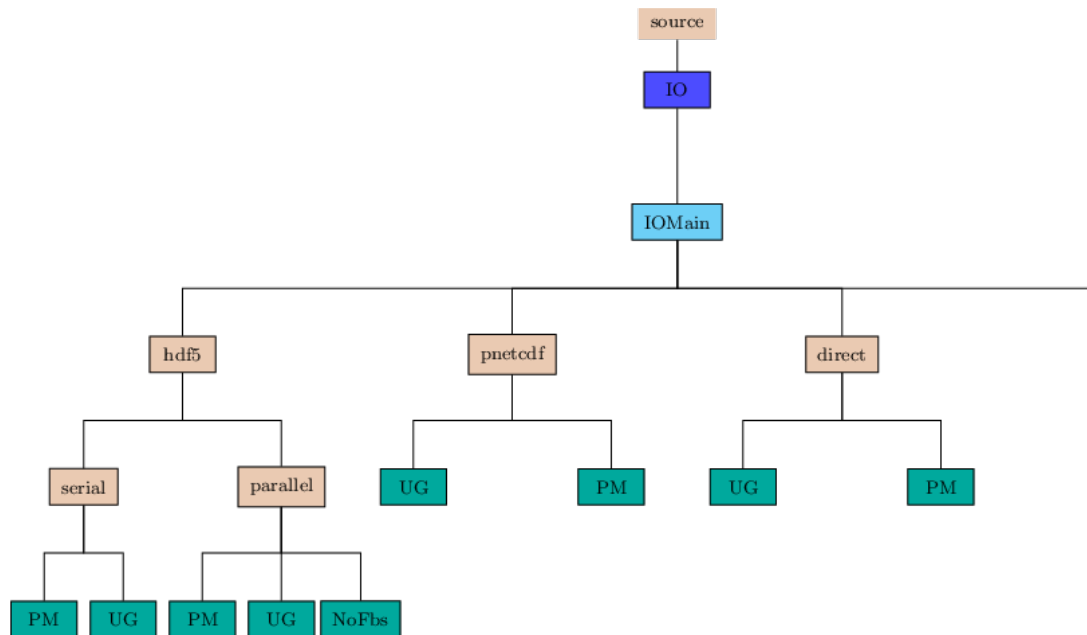 source
IO
IOMain
hdf5 pnetcdf direct
serial parallel UG PM UG PM
PM UG PM UG NoFbs